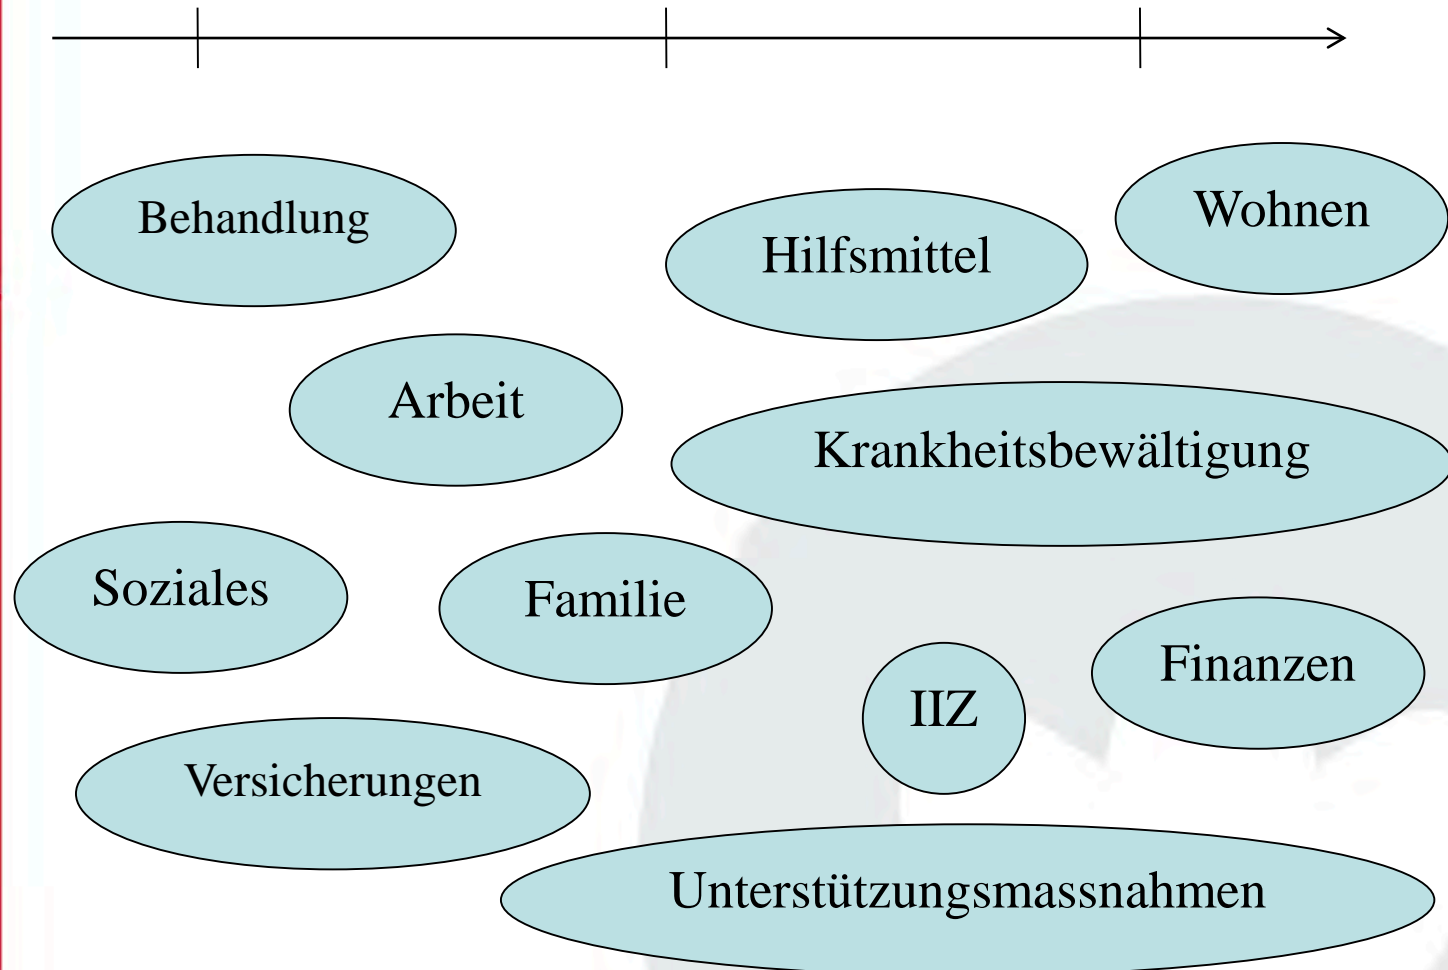 Behandlung
Wohnen
Hilfsmittel
Arbeit
Krankheitsbewältigung
Soziales
Familie
Finanzen
IIZ
Versicherungen
Unterstützungsmassnahmen